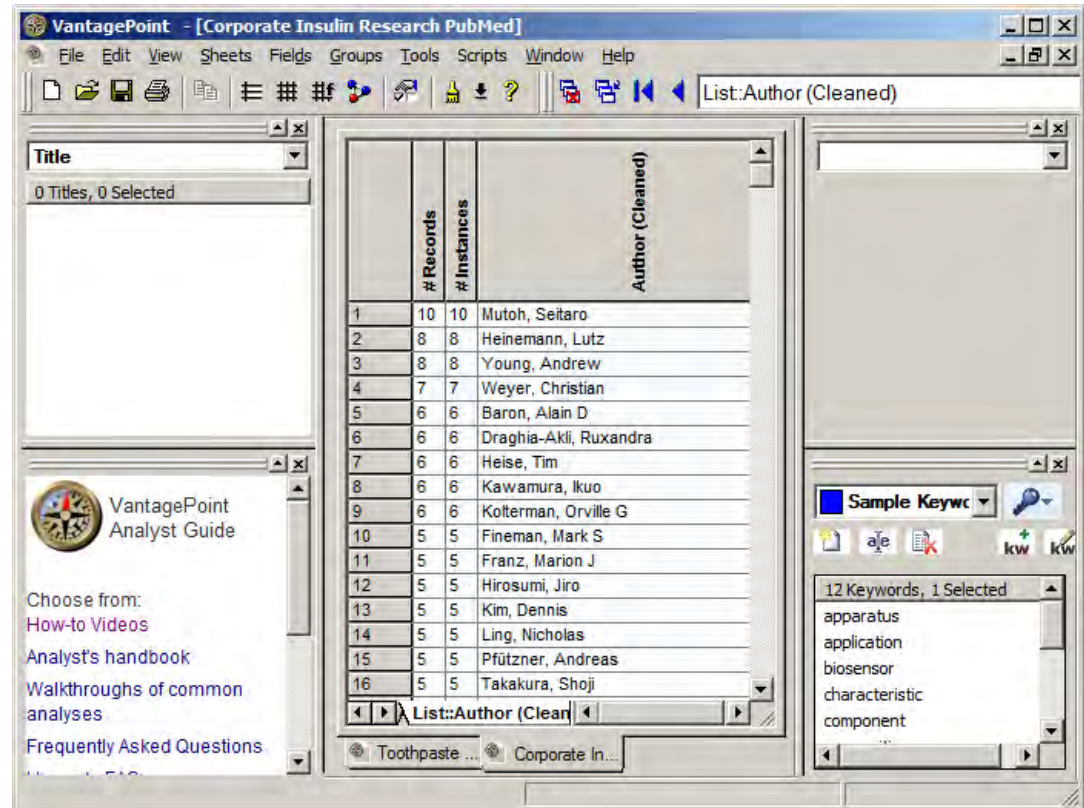 VantagePoint - [Corporate Insulin Research PubMed]
File Edit View Sheets Fields Groups Tools Scripts Window Help
List::Author (Cleaned)
Title
0 Titles, 0 Selected
# Records # Instances Author (Cleaned)
1 10 10 Mutoh, Seitaro
2 8 8 Heinemann, Lutz
3 8 8 Young, Andrew
4 7 7 Weyer, Christian
5 6 6 Baron, Alain D
6 6 6 Draghia-Akli, Ruxandra
7 6 6 Heise, Tim
8 6 6 Kawamura, Ikuo
9 6 6 Kolterman, Orville G
10 5 5 Fineman, Mark S
11 5 5 Franz, Marion J
12 5 5 Hirosumi, Jiro
13 5 5 Kim, Dennis
14 5 5 Ling, Nicholas
15 5 5 Pfützner, Andreas
16 5 5 Takakura, Shoji
List::Author (Clean
Toothpaste ... Corporate In...
VantagePoint
Analyst Guide
Choose from:
How-to Videos
Analyst's handbook
Walkthroughs of common
analyses
Frequently Asked Questions
Sample Keywo
a|e kw kw
12 Keywords, 1 Selected
apparatus
application
biosensor
characteristic
component